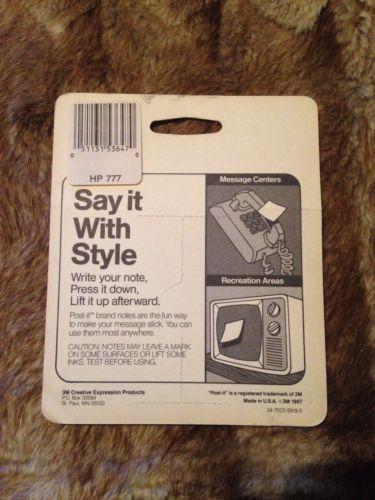 0 51131 53647 0
HP 777
Say it
With
Style
Write your note,
Press it down,
Lift it up afterward.
Post-it™ brand notes are the fun way
to make your message stick. You can
use them most anywhere.
CAUTION: NOTES MAY LEAVE A MARK
ON SOME SURFACES OR LIFT SOME
INKS. TEST BEFORE USING.
Message Centers
Recreation Areas
3M Creative Expression Products
P.O. Box 33594
St. Paul, MN 55133
"Post-it" is a registered trademark of 3M
Made in U.S.A. ©3M 1987
34-7023-5919-5